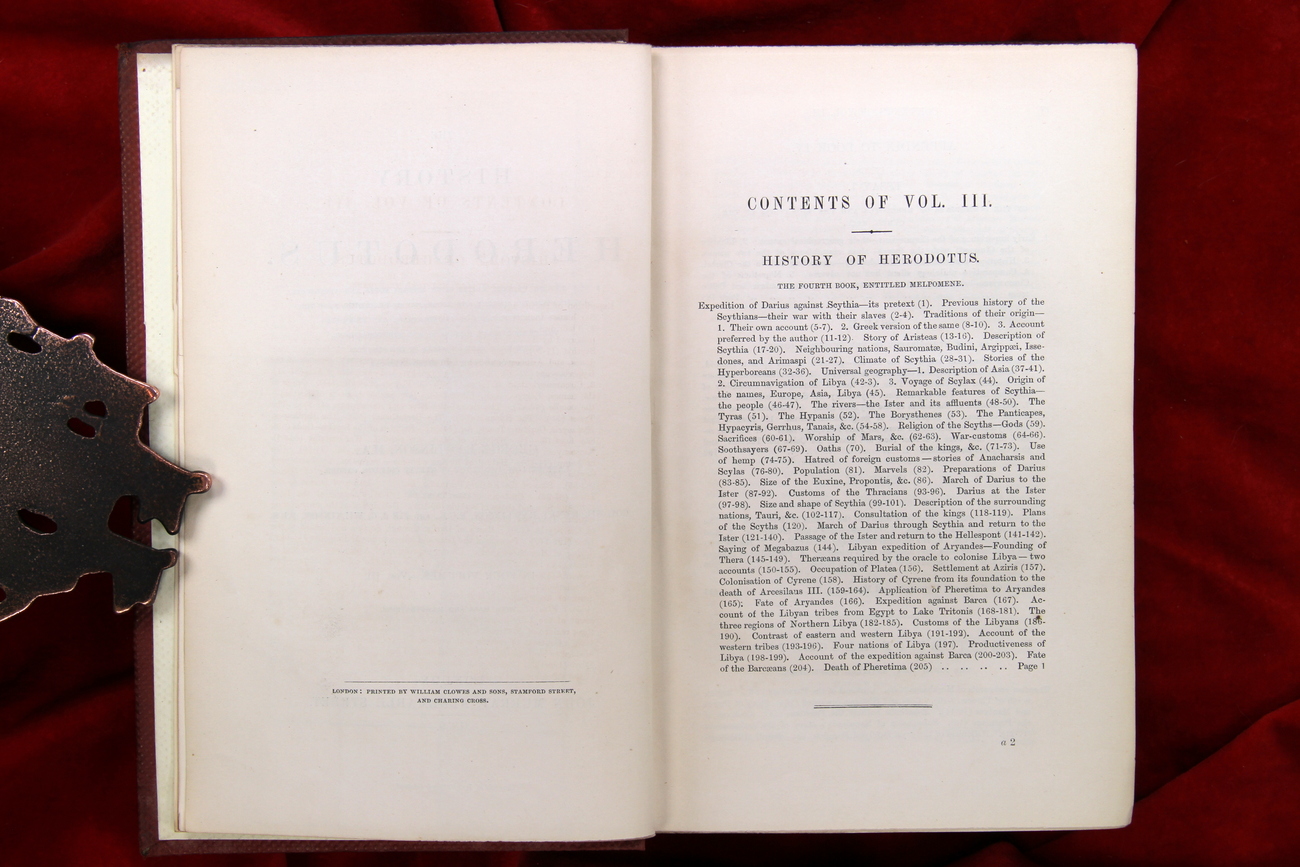 LONDON: PRINTED BY WILLIAM CLOWES AND SONS, STAMFORD STREET,
AND CHARING CROSS.
CONTENTS OF VOL. III.
HISTORY OF HERODOTUS.
THE FOURTH BOOK, ENTITLED MELPOMENE.
Expedition of Darius against Scythia—its pretext (1). Previous history of the
Scythians—their war with their slaves (2-4). Traditions of their origin—
1. Their own account (5-7). 2. Greek version of the same (8-10). 3. Account
preferred by the author (11-12). Story of Aristeas (13-16). Description of
Scythia (17-20). Neighbouring nations, Sauromatæ, Budini, Argippæi, Isse-
dones, and Arimaspi (21-27). Climate of Scythia (28-31). Stories of the
Hyperboreans (32-36). Universal geography—1. Description of Asia (37-41).
2. Circumnavigation of Libya (42-3). 3. Voyage of Scylax (44). Origin of
the names, Europe, Asia, Libya (45). Remarkable features of Scythia—
the people (46-47). The rivers—the Ister and its affluents (48-50). The
Tyras (51). The Hypanis (52). The Borysthenes (53). The Panticapes,
Hypacyris, Gerrhus, Tanais, &c. (54-58). Religion of the Scyths—Gods (59).
Sacrifices (60-61). Worship of Mars, &c. (62-63). War-customs (64-66).
Soothsayers (67-69). Oaths (70). Burial of the kings, &c. (71-73). Use
of hemp (74-75). Hatred of foreign customs—stories of Anacharsis and
Scylas (76-80). Population (81). Marvels (82). Preparations of Darius
(83-85). Size of the Euxine, Propontis, &c. (86). March of Darius to the
Ister (87-92). Customs of the Thracians (93-96). Darius at the Ister
(97-98). Size and shape of Scythia (99-101). Description of the surrounding
nations, Tauri, &c. (102-117). Consultation of the kings (118-119). Plans
of the Scyths (120). March of Darius through Scythia and return to the
Ister (121-140). Passage of the Ister and return to the Hellespont (141-142).
Saying of Megabazus (144). Libyan expedition of Aryandes—Founding of
Thera (145-149). Theræans required by the oracle to colonise Libya—two
accounts (150-155). Occupation of Platea (156). Settlement at Aziris (157).
Colonisation of Cyrene (158). History of Cyrene from its foundation to the
death of Arcesilaus III. (159-164). Application of Pheretima to Aryandes
(165). Fate of Aryandes (166). Expedition against Barca (167). Ac-
count of the Libyan tribes from Egypt to Lake Tritonis (168-181). The
three regions of Northern Libya (182-185). Customs of the Libyans (186-
190). Contrast of eastern and western Libya (191-192). Account of the
western tribes (193-196). Four nations of Libya (197). Productiveness of
Libya (198-199). Account of the expedition against Barca (200-203). Fate
of the Barcæans (204). Death of Pheretima (205) .. .. .. .. Page 1
a 2